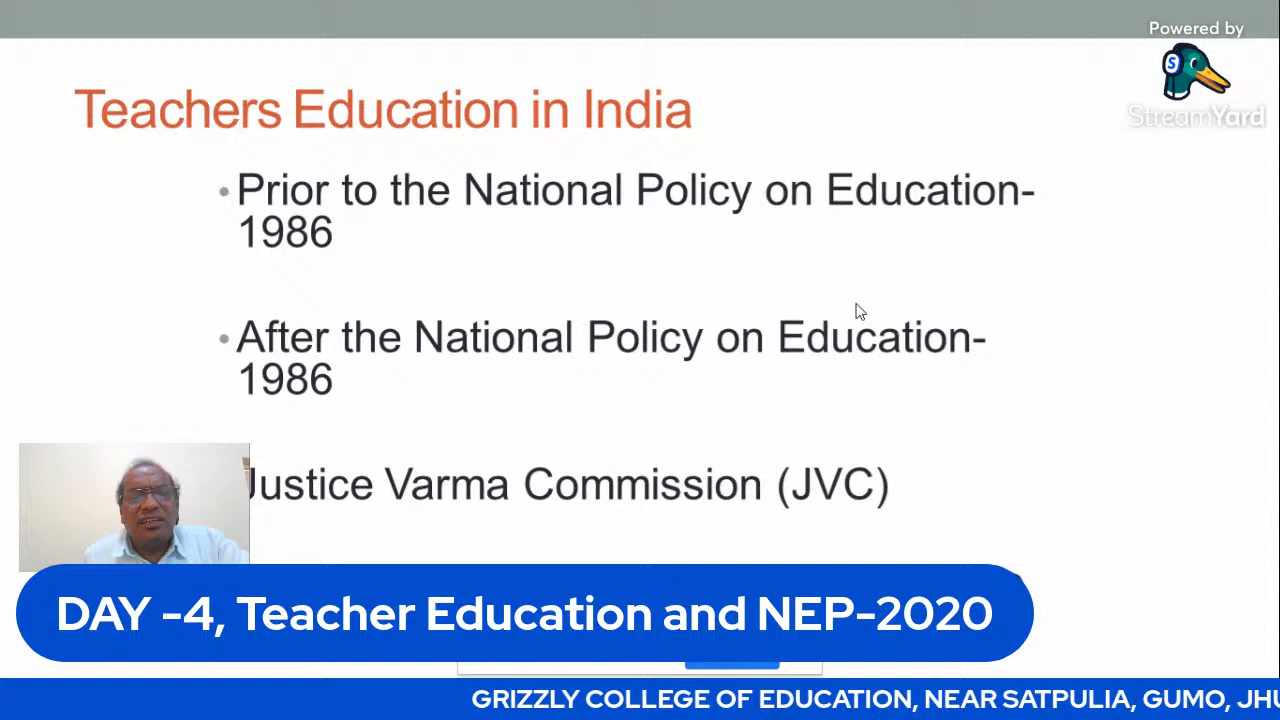 Powered by
S
StreamYard
Teachers Education in India
• Prior to the National Policy on Education-
1986
• After the National Policy on Education-
1986
Justice Varma Commission (JVC)
DAY -4, Teacher Education and NEP-2020
GRIZZLY COLLEGE OF EDUCATION, NEAR SATPULIA, GUMO,